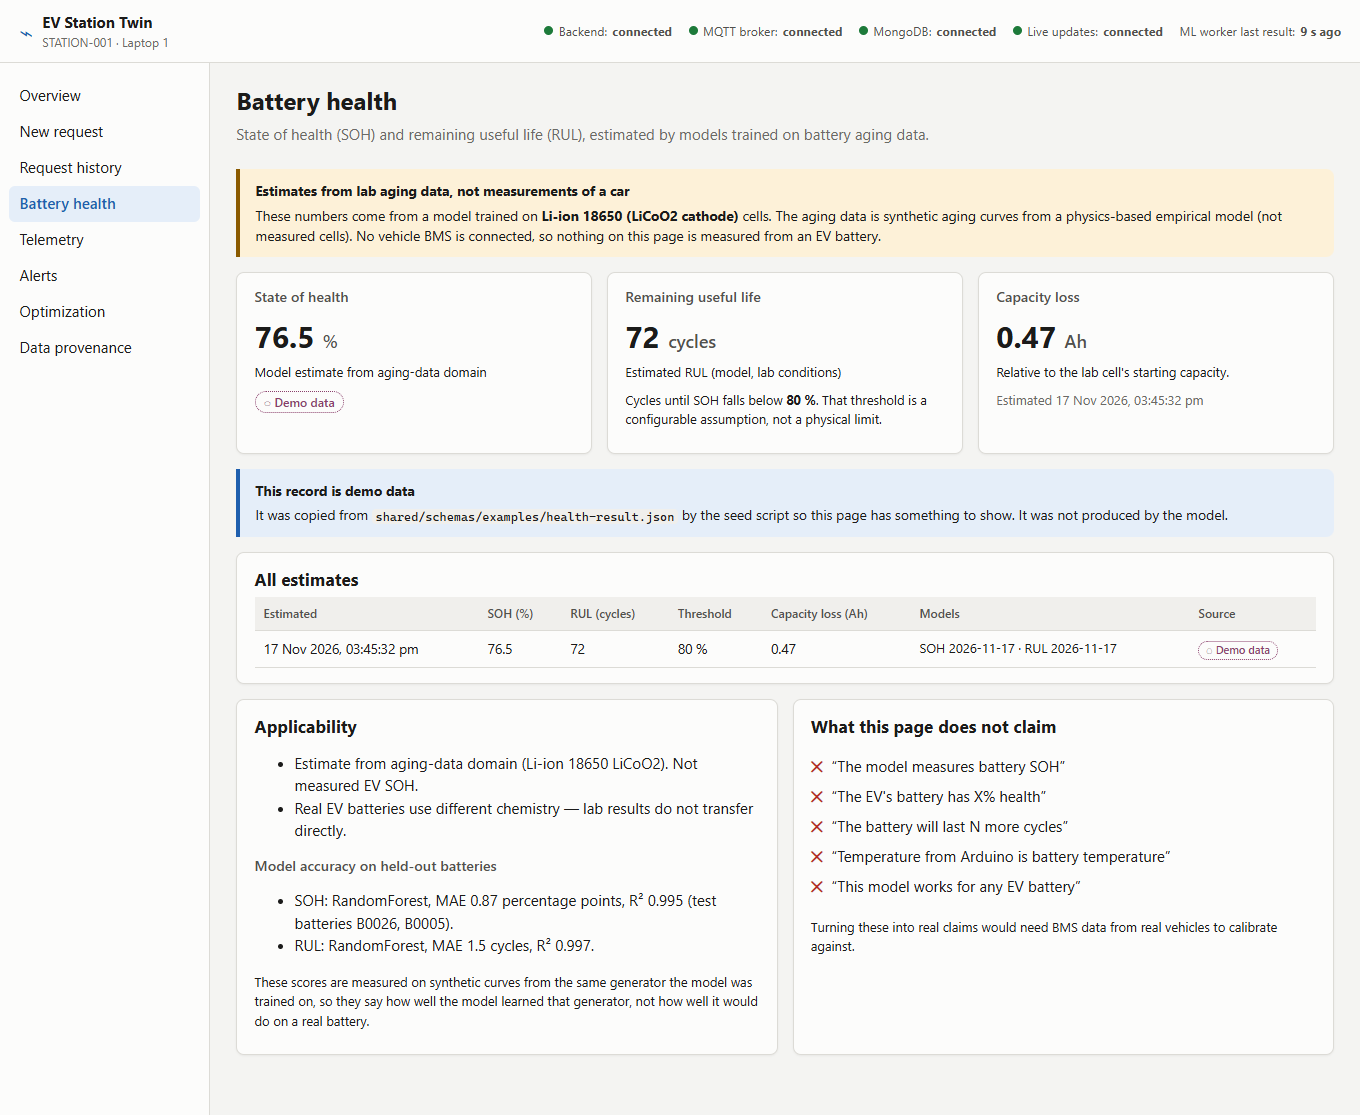 EV Station Twin
STATION-001 · Laptop 1
Backend: connected
MQTT broker: connected
MongoDB: connected
Live updates: connected
ML worker last result: 9 s ago
Overview
New request
Request history
Battery health
Telemetry
Alerts
Optimization
Data provenance
Battery health
State of health (SOH) and remaining useful life (RUL), estimated by models trained on battery aging data.
Estimates from lab aging data, not measurements of a car
These numbers come from a model trained on Li-ion 18650 (LiCoO2 cathode) cells. The aging data is synthetic aging curves from a physics-based empirical model (not
measured cells). No vehicle BMS is connected, so nothing on this page is measured from an EV battery.
State of health
76.5 %
Model estimate from aging-data domain
Demo data
Remaining useful life
72 cycles
Estimated RUL (model, lab conditions)
Cycles until SOH falls below 80 %. That threshold is a
configurable assumption, not a physical limit.
Capacity loss
0.47 Ah
Relative to the lab cell's starting capacity.
Estimated 17 Nov 2026, 03:45:32 pm
This record is demo data
It was copied from shared/schemas/examples/health-result.json by the seed script so this page has something to show. It was not produced by the model.
All estimates
Estimated SOH (%) RUL (cycles) Threshold Capacity loss (Ah) Models Source
17 Nov 2026, 03:45:32 pm 76.5 72 80 % 0.47 SOH 2026-11-17 · RUL 2026-11-17 Demo data
Applicability
• Estimate from aging-data domain (Li-ion 18650 LiCoO2). Not
measured EV SOH.
• Real EV batteries use different chemistry — lab results do not transfer
directly.
Model accuracy on held-out batteries
• SOH: RandomForest, MAE 0.87 percentage points, R² 0.995 (test
batteries B0026, B0005).
• RUL: RandomForest, MAE 1.5 cycles, R² 0.997.
These scores are measured on synthetic curves from the same generator the model was
trained on, so they say how well the model learned that generator, not how well it would
do on a real battery.
What this page does not claim
“The model measures battery SOH”
“The EV's battery has X% health”
“The battery will last N more cycles”
“Temperature from Arduino is battery temperature”
“This model works for any EV battery”
Turning these into real claims would need BMS data from real vehicles to calibrate
against.